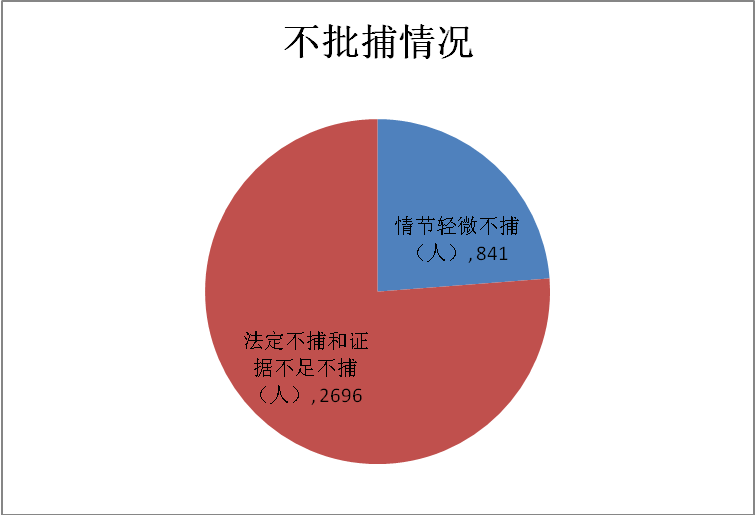 不批捕情况
情节轻微不捕
（人）,841
法定不捕和证
据不足不捕
（人）,2696